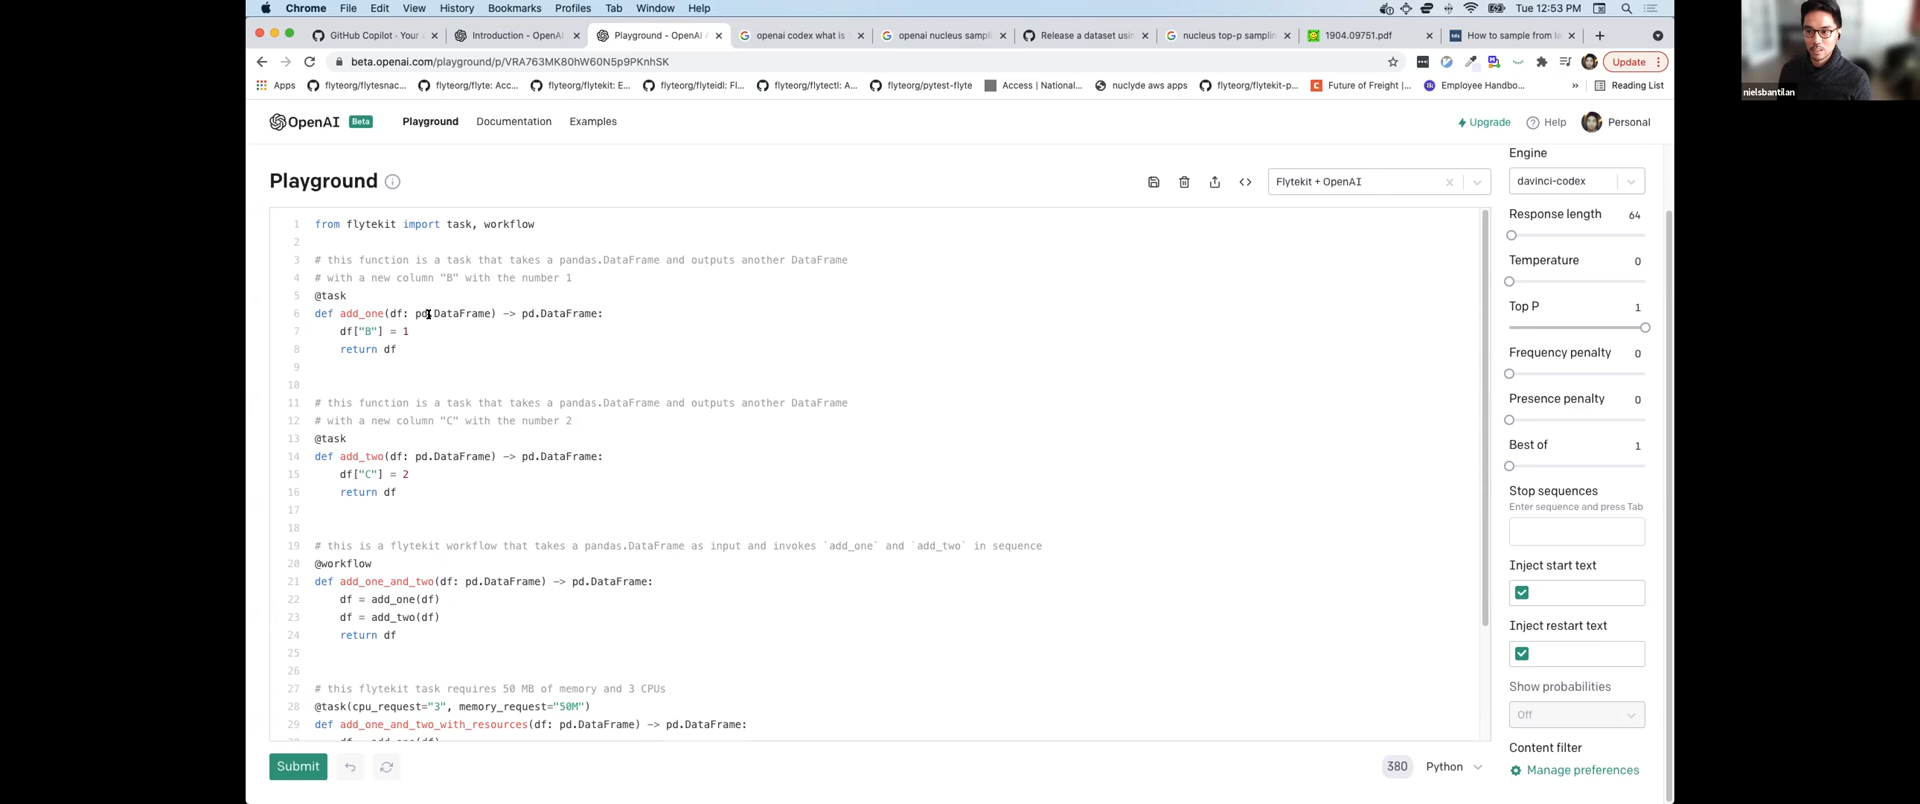 Chrome File Edit View History Bookmarks Profiles Tab Window Help
Tue 12:53 PM
GitHub Copilot · Your
Introduction - OpenAI
Playground - OpenAI
openai codex what is
openai nucleus sampli
Release a dataset usin
nucleus top-p samplin
1904.09751.pdf
How to sample from la
beta.openai.com/playground/p/VRA763MK80hW60N5p9PKnhSK
Update
Apps flyteorg/flytesnac... flyteorg/flyte: Acc... flyteorg/flytekit: E... flyteorg/flyteidl: Fl... flyteorg/flytectl: A... flyteorg/pytest-flyte Access | National... nuclyde aws apps flyteorg/flytekit-p... Future of Freight |... Employee Handbo... » Reading List
nielsbantilan
OpenAI Beta Playground Documentation Examples
Upgrade Help Personal
Playground
Flytekit + OpenAI
1 from flytekit import task, workflow
2
3 # this function is a task that takes a pandas.DataFrame and outputs another DataFrame
4 # with a new column "B" with the number 1
5 @task
6 def add_one(df: pd.DataFrame) -> pd.DataFrame:
7 df["B"] = 1
8 return df
9
10
11 # this function is a task that takes a pandas.DataFrame and outputs another DataFrame
12 # with a new column "C" with the number 2
13 @task
14 def add_two(df: pd.DataFrame) -> pd.DataFrame:
15 df["C"] = 2
16 return df
17
18
19 # this is a flytekit workflow that takes a pandas.DataFrame as input and invokes `add_one` and `add_two` in sequence
20 @workflow
21 def add_one_and_two(df: pd.DataFrame) -> pd.DataFrame:
22 df = add_one(df)
23 df = add_two(df)
24 return df
25
26
27 # this flytekit task requires 50 MB of memory and 3 CPUs
28 @task(cpu_request="3", memory_request="50M")
29 def add_one_and_two_with_resources(df: pd.DataFrame) -> pd.DataFrame:
Submit
380
Python
Engine
davinci-codex
Response length 64
Temperature 0
Top P 1
Frequency penalty 0
Presence penalty 0
Best of 1
Stop sequences
Enter sequence and press Tab
Inject start text
Inject restart text
Show probabilities
Off
Content filter
Manage preferences